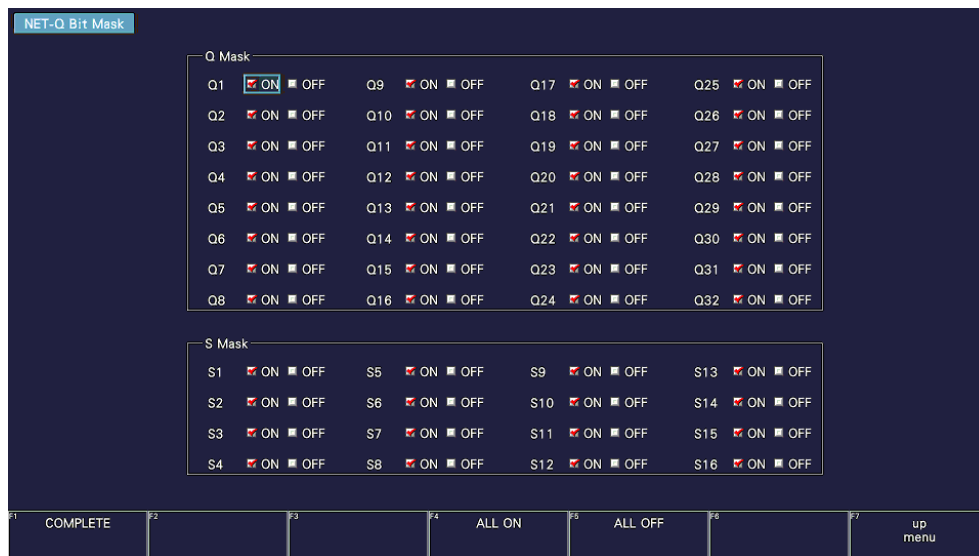 NET-Q Bit Mask
Q Mask
Q1 ON OFF Q9 ON OFF Q17 ON OFF Q25 ON OFF
Q2 ON OFF Q10 ON OFF Q18 ON OFF Q26 ON OFF
Q3 ON OFF Q11 ON OFF Q19 ON OFF Q27 ON OFF
Q4 ON OFF Q12 ON OFF Q20 ON OFF Q28 ON OFF
Q5 ON OFF Q13 ON OFF Q21 ON OFF Q29 ON OFF
Q6 ON OFF Q14 ON OFF Q22 ON OFF Q30 ON OFF
Q7 ON OFF Q15 ON OFF Q23 ON OFF Q31 ON OFF
Q8 ON OFF Q16 ON OFF Q24 ON OFF Q32 ON OFF
S Mask
S1 ON OFF S5 ON OFF S9 ON OFF S13 ON OFF
S2 ON OFF S6 ON OFF S10 ON OFF S14 ON OFF
S3 ON OFF S7 ON OFF S11 ON OFF S15 ON OFF
S4 ON OFF S8 ON OFF S12 ON OFF S16 ON OFF
F1 COMPLETE F2 F3 F4 ALL ON F5 ALL OFF F6 F7 up
menu